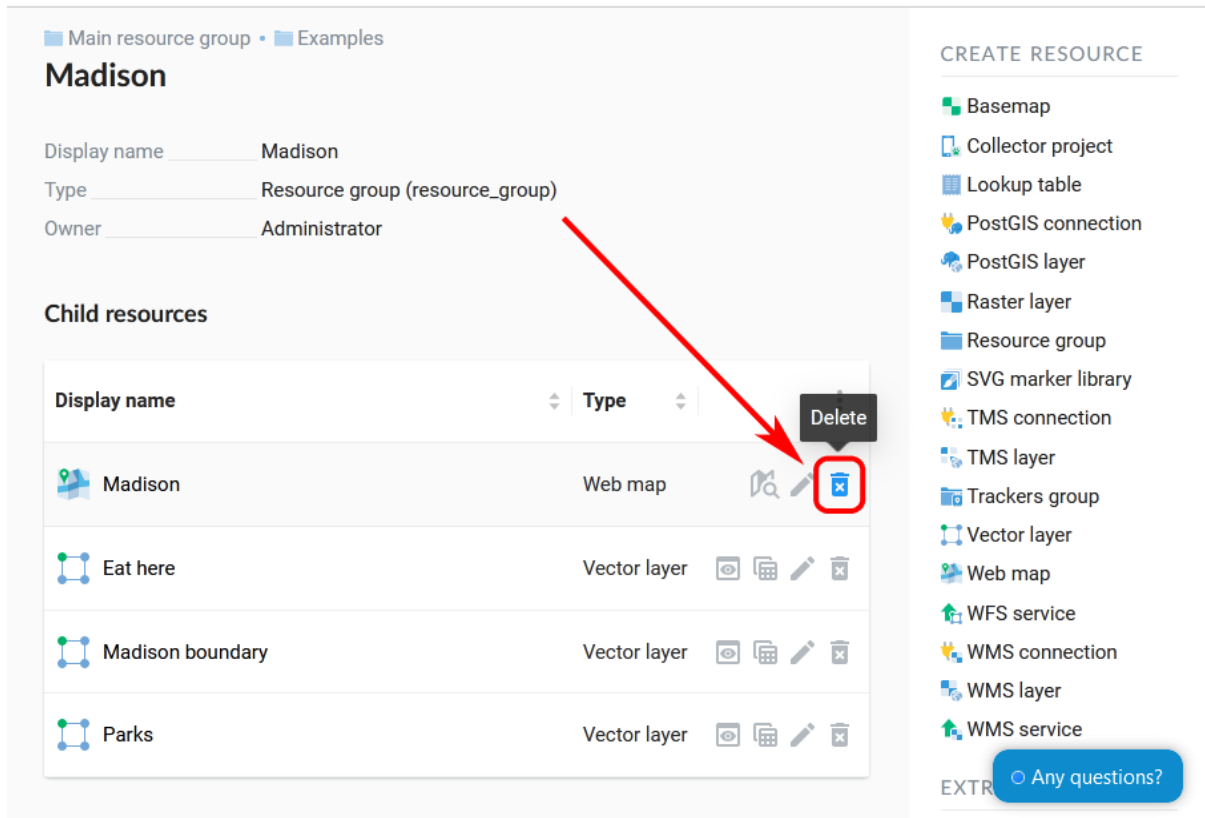 Main resource group • Examples
Madison
Display name Madison
Type Resource group (resource_group)
Owner Administrator
Child resources
Display name Type
Delete
Madison Web map
Eat here Vector layer
Madison boundary Vector layer
Parks Vector layer
CREATE RESOURCE
Basemap
Collector project
Lookup table
PostGIS connection
PostGIS layer
Raster layer
Resource group
SVG marker library
TMS connection
TMS layer
Trackers group
Vector layer
Web map
WFS service
WMS connection
WMS layer
WMS service
Any questions?